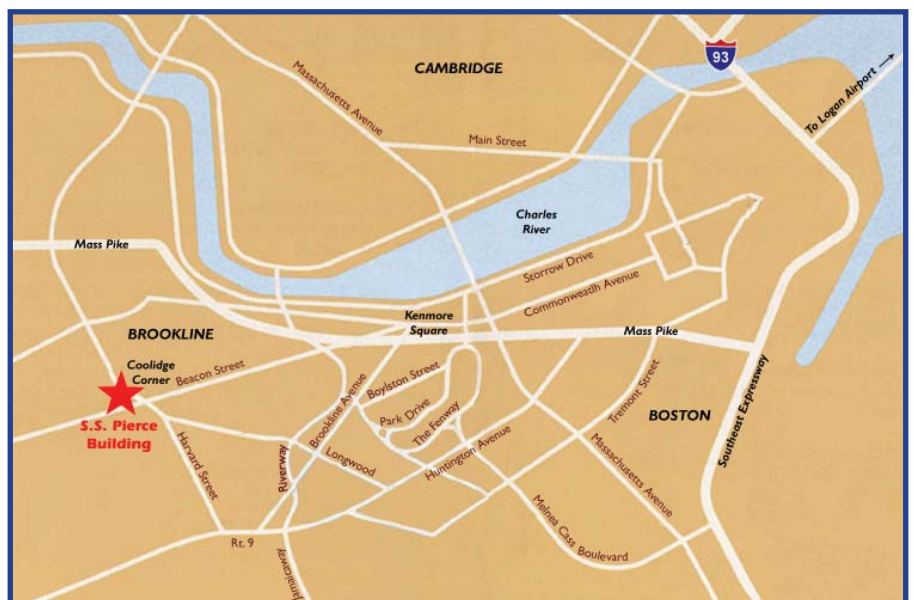 CAMBRIDGE
93
To Logan Airport →
Massachusetts Avenue
Main Street
Charles
River
Mass Pike
Storrow Drive
Commonweatlh Avenue
Kenmore
Square
Mass Pike
BROOKLINE
Coolidge
Corner
Beacon Street
Boylston Street
Brookline Avenue
Park Drive
The Fenway
Tremont Street
BOSTON
Southeast Expressway
S.S. Pierce
Building
Harvard Street
Riverway
Longwood
Huntington Avenue
Massachusetts Avenue
Melnea Cass Boulevard
Rt. 9
Jamaicaway